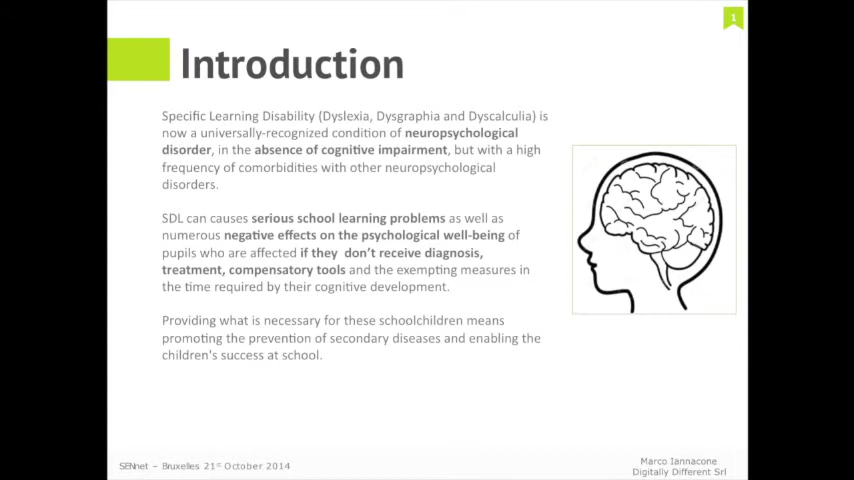 1
Introduction
Specific Learning Disability (Dyslexia, Dysgraphia and Dyscalculia) is
now a universally-recognized condition of neuropsychological
disorder, in the absence of cognitive impairment, but with a high
frequency of comorbidities with other neuropsychological
disorders.
SDL can causes serious school learning problems as well as
numerous negative effects on the psychological well-being of
pupils who are affected if they don't receive diagnosis,
treatment, compensatory tools and the exempting measures in
the time required by their cognitive development.
Providing what is necessary for these schoolchildren means
promoting the prevention of secondary diseases and enabling the
children's success at school.
SENnet – Bruxelles 21st October 2014
Marco Iannacone
Digitally Different Srl